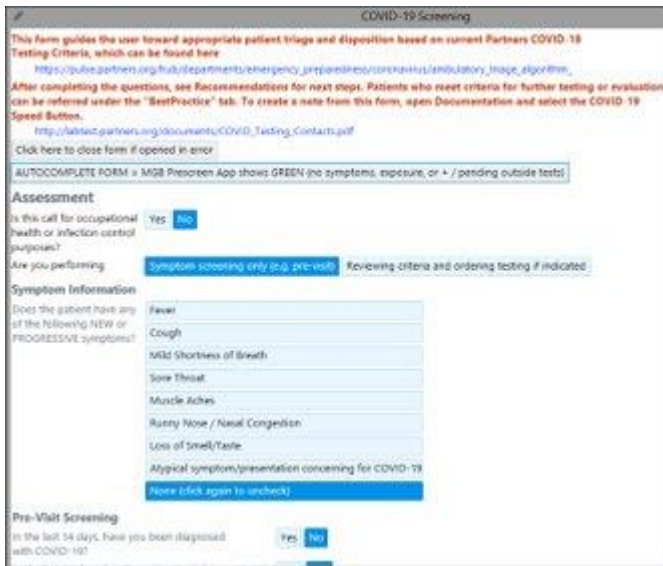 COVID-19 Screening
This form guides the user toward appropriate patient triage and disposition based on current Partners COVID-19
Testing Criteria, which can be found here
https://pulse.partners.org/hub/departments/emergency_preparedness/coronavirus/ambulatory_triage_algorithm_
After completing the questions, see Recommendations for next steps. Patients who meet criteria for further testing or evaluation
can be referred under the "BestPractice" tab. To create a note from this form, open Documentation and select the COVID-19
Speed Button.
http://labtest.partners.org/documents/COVID_Testing_Contacts.pdf
Click here to close form if opened in error
AUTOCOMPLETE FORM = MGB Prescreen App shows GREEN (no symptoms, exposure, or + / pending outside tests)
Assessment
Is this call for occupational Yes No
health or infection control
purposes?
Are you performing Symptom screening only (e.g. pre-visit) Reviewing criteria and ordering testing if indicated
Symptom Information
Does the patient have any Fever
of the following NEW or
PROGRESSIVE symptoms?
Cough
Mild Shortness of Breath
Sore Throat
Muscle Aches
Runny Nose / Nasal Congestion
Loss of Smell/Taste
Atypical symptom/presentation concerning for COVID-19
None (click again to uncheck)
Pre-Visit Screening
In the last 14 days, have you been diagnosed Yes No
with COVID-19?